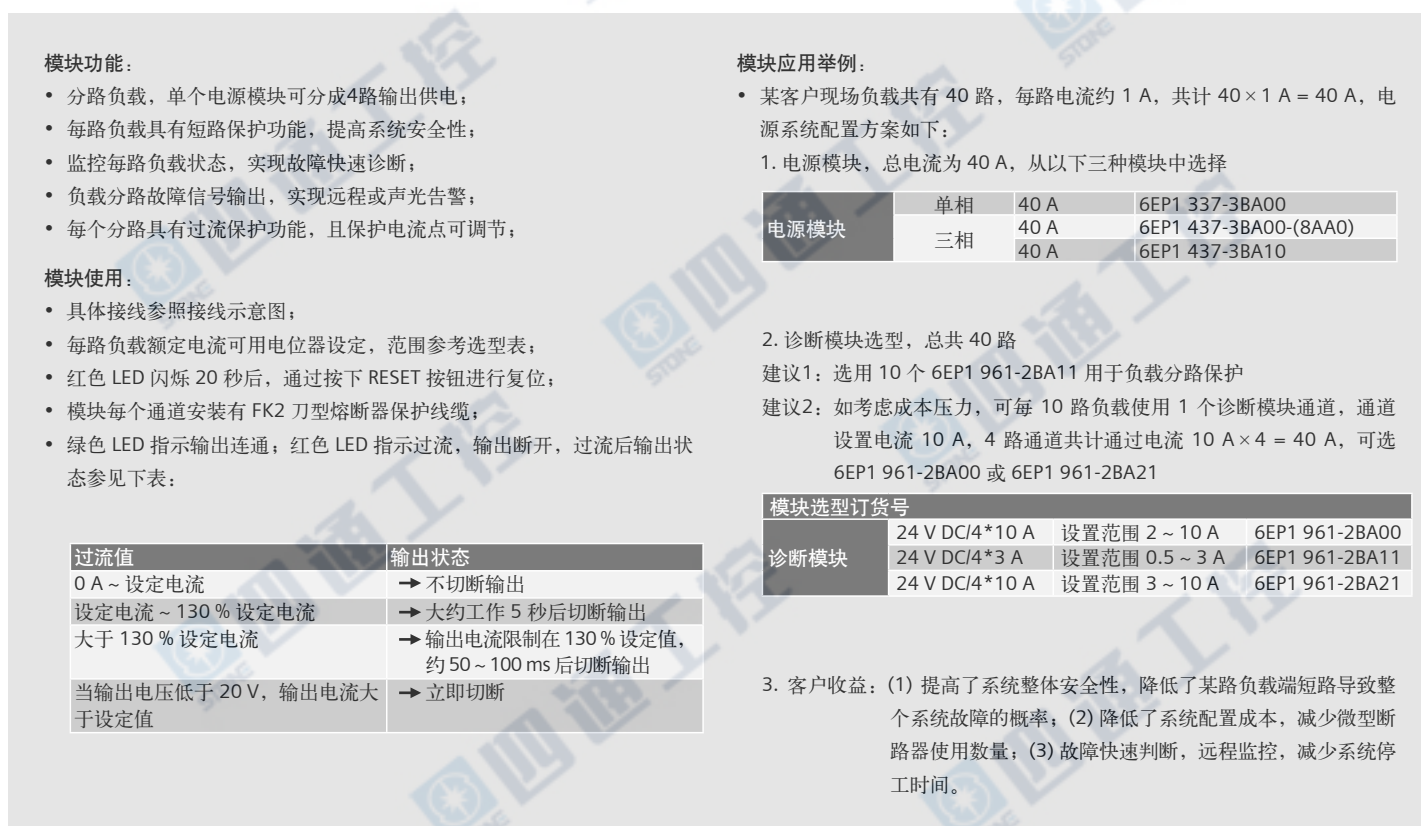 模块功能：
• 分路负载，单个电源模块可分成4路输出供电；
• 每路负载具有短路保护功能，提高系统安全性；
• 监控每路负载状态，实现故障快速诊断；
• 负载分路故障信号输出，实现远程或声光告警；
• 每个分路具有过流保护功能，且保护电流点可调节；
模块使用：
• 具体接线参照接线示意图；
• 每路负载额定电流可用电位器设定，范围参考选型表；
• 红色 LED 闪烁 20 秒后，通过按下 RESET 按钮进行复位；
• 模块每个通道安装有 FK2 刀型熔断器保护线缆；
• 绿色 LED 指示输出连通；红色 LED 指示过流，输出断开，过流后输出状
态参见下表：
过流值 输出状态
0 A ~ 设定电流 → 不切断输出
设定电流 ~ 130 % 设定电流 → 大约工作 5 秒后切断输出
大于 130 % 设定电流 → 输出电流限制在 130 % 设定值，
约 50 ~ 100 ms 后切断输出
当输出电压低于 20 V，输出电流大 → 立即切断
于设定值
模块应用举例：
• 某客户现场负载共有 40 路，每路电流约 1 A，共计 40×1 A = 40 A，电
源系统配置方案如下：
1. 电源模块，总电流为 40 A，从以下三种模块中选择
电源模块 单相 40 A 6EP1 337-3BA00
三相 40 A 6EP1 437-3BA00-(8AA0)
40 A 6EP1 437-3BA10
2. 诊断模块选型，总共 40 路
建议1：选用 10 个 6EP1 961-2BA11 用于负载分路保护
建议2：如考虑成本压力，可每 10 路负载使用 1 个诊断模块通道，通道
设置电流 10 A，4 路通道共计通过电流 10 A×4 = 40 A，可选
6EP1 961-2BA00 或 6EP1 961-2BA21
模块选型订货号
诊断模块 24 V DC/4*10 A 设置范围 2 ~ 10 A 6EP1 961-2BA00
24 V DC/4*3 A 设置范围 0.5 ~ 3 A 6EP1 961-2BA11
24 V DC/4*10 A 设置范围 3 ~ 10 A 6EP1 961-2BA21
3. 客户收益：(1) 提高了系统整体安全性，降低了某路负载端短路导致整
个系统故障的概率；(2) 降低了系统配置成本，减少微型断
路器使用数量；(3) 故障快速判断，远程监控，减少系统停
工时间。
四通工控
STONE